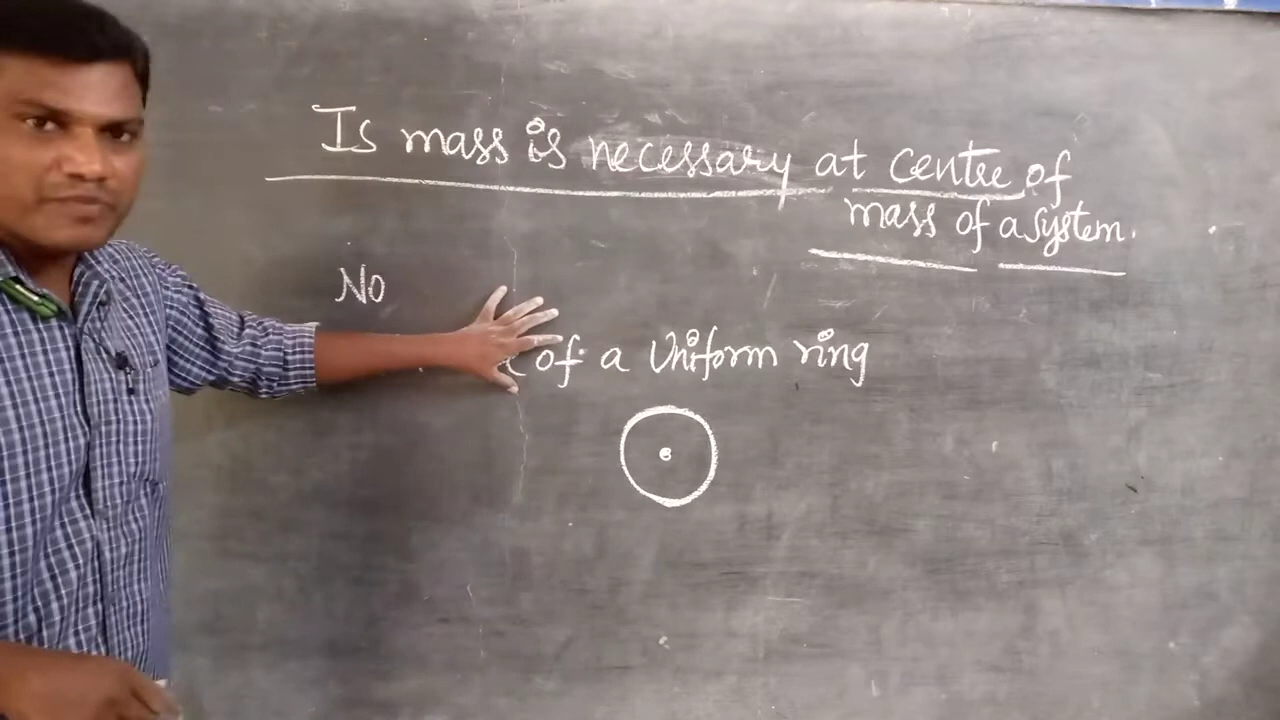 Is mass is necessary at centre of
mass of a system.
No
of a Uniform ring